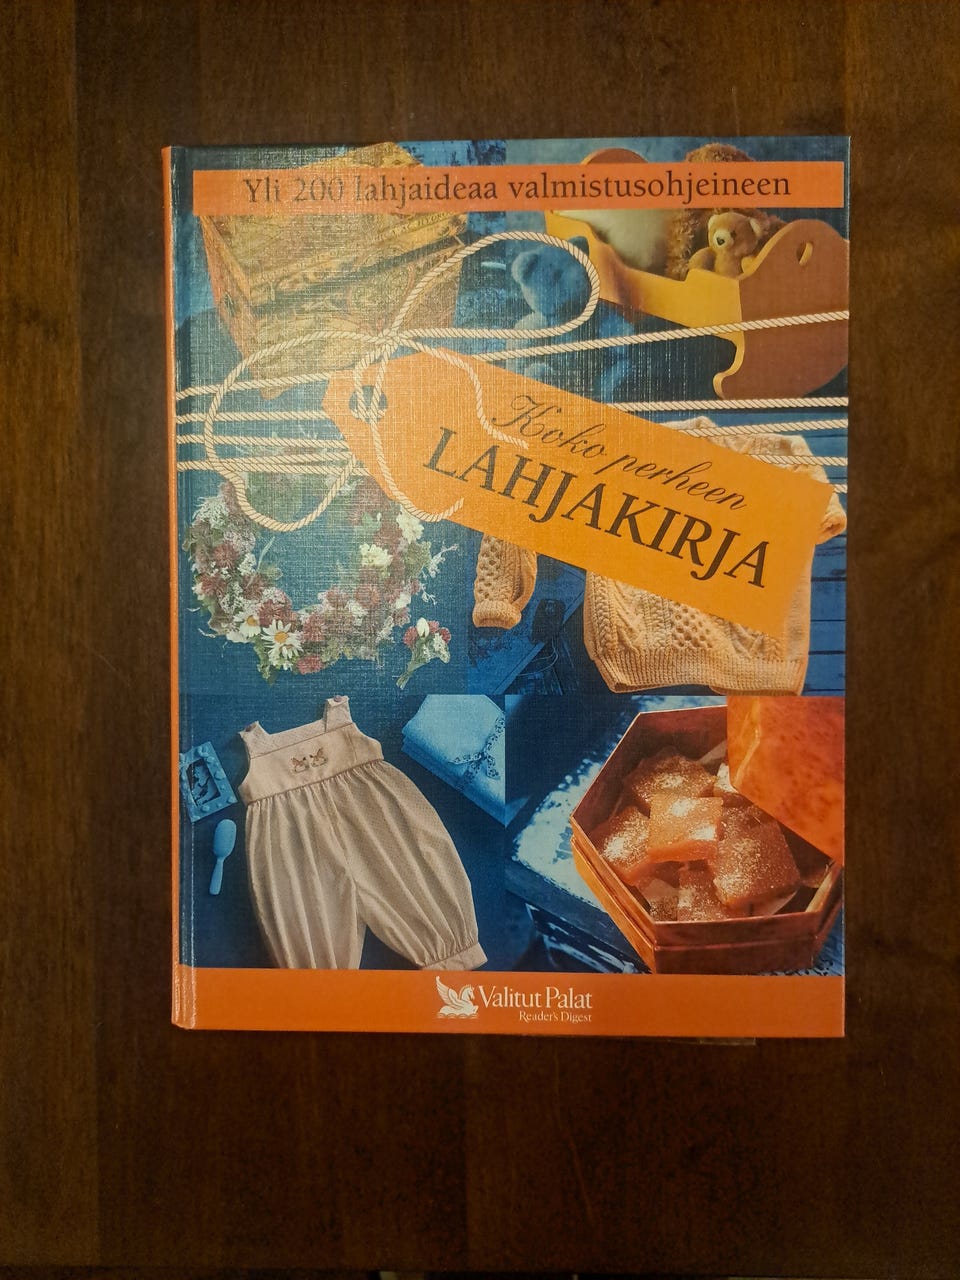 Yli 200 lahjaideaa valmistusohjeineen
Koko perheen
LAHJAKIRJA
Valitut Palat
Reader's Digest